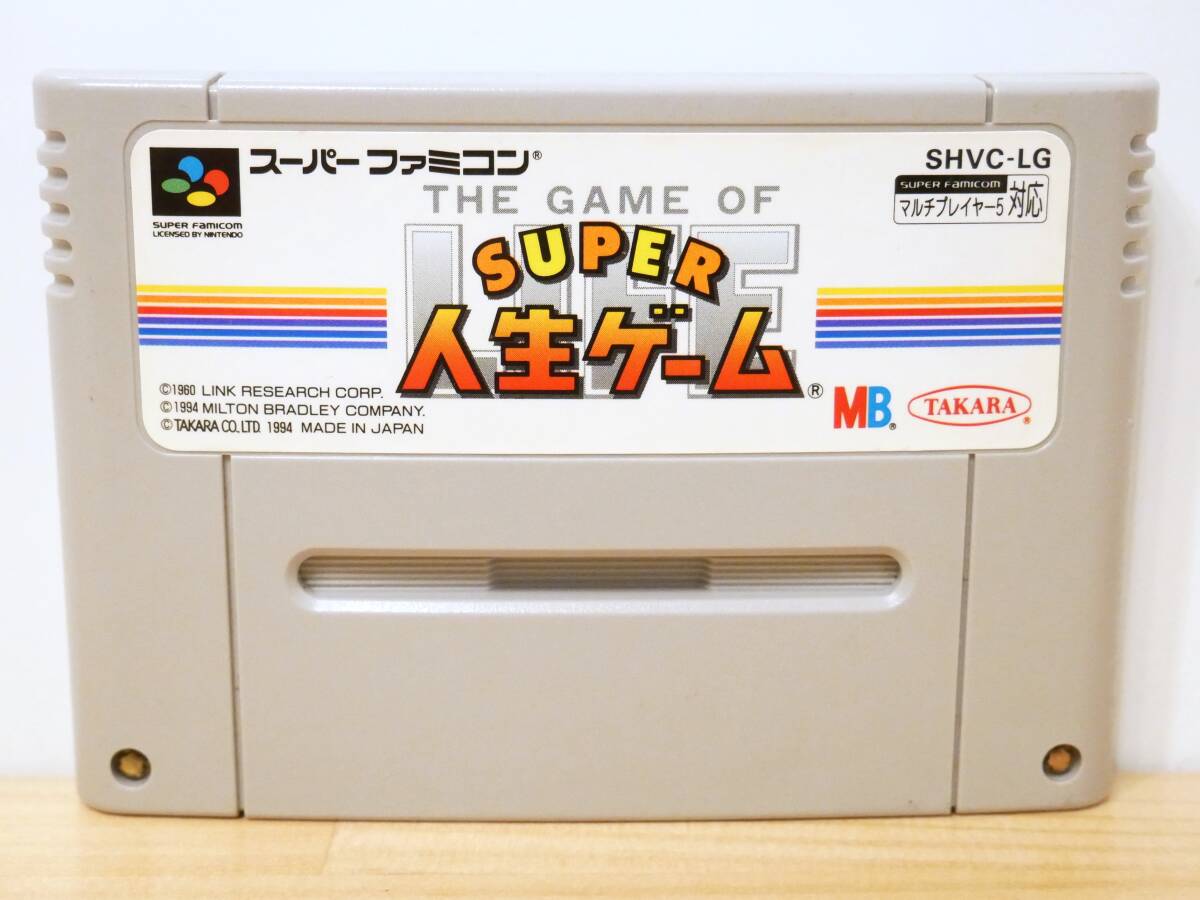 スーパーファミコン®
SHVC-LG
SUPER FAMICOM
LICENSED BY NINTENDO
SUPER FAMICOM
マルチプレイヤー5 対応
THE GAME OF
LIFE
SUPER
人生ゲーム®
©1960 LINK RESEARCH CORP.
©1994 MILTON BRADLEY COMPANY.
©TAKARA CO.,LTD. 1994 MADE IN JAPAN
MB®
TAKARA®